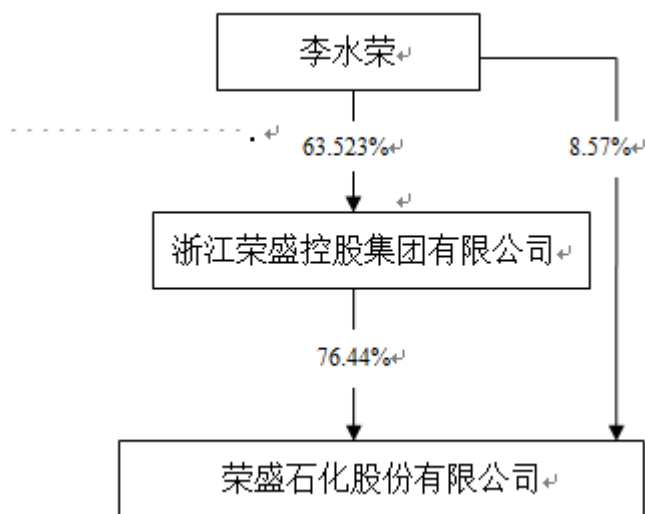 李水荣
63.523%
8.57%
浙江荣盛控股集团有限公司
76.44%
荣盛石化股份有限公司